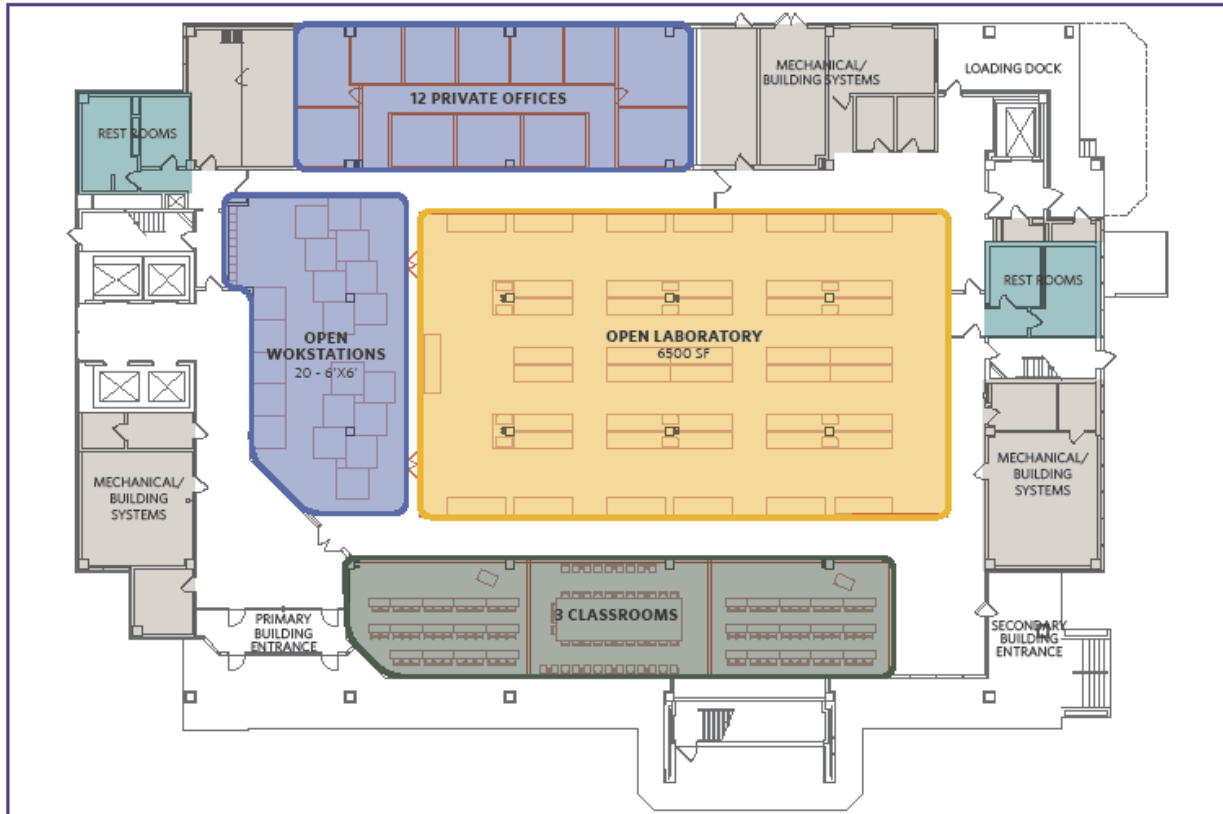 MECHANICAL/
BUILDING SYSTEMS
LOADING DOCK
12 PRIVATE OFFICES
REST ROOMS
REST ROOMS
OPEN
WOKSTATIONS
20 - 6'X6'
OPEN LABORATORY
6500 SF
MECHANICAL/
BUILDING
SYSTEMS
MECHANICAL/
BUILDING
SYSTEMS
3 CLASSROOMS
PRIMARY
BUILDING
ENTRANCE
SECONDARY
BUILDING
ENTRANCE